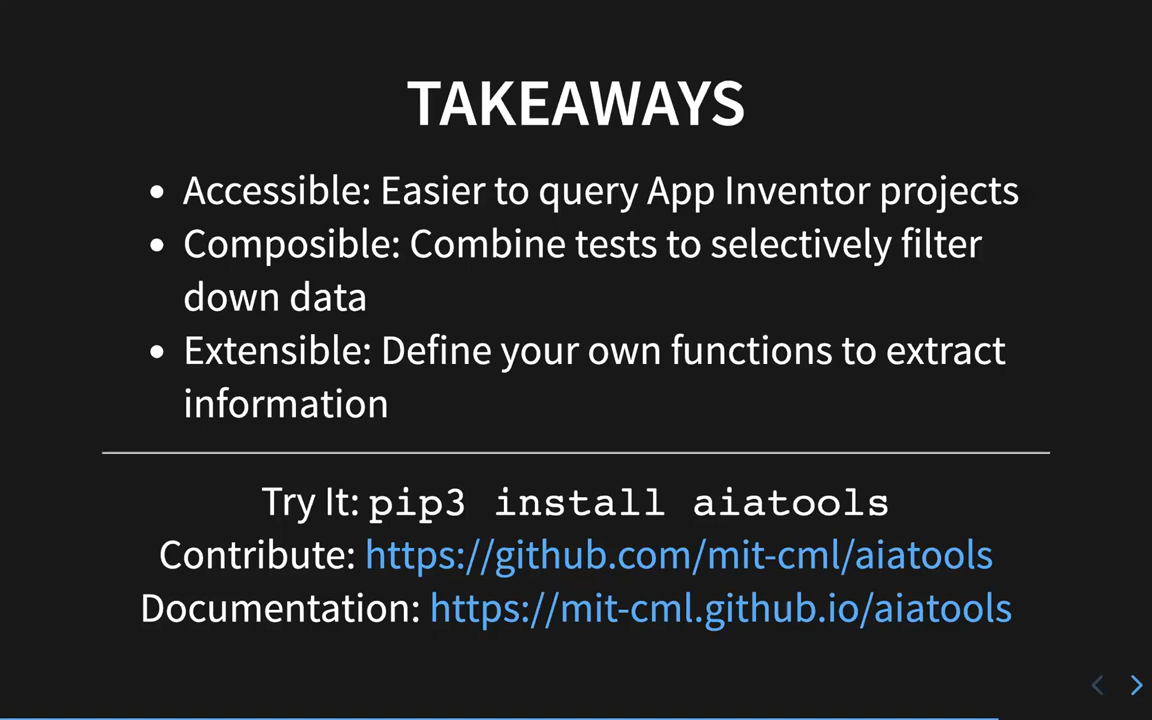 TAKEAWAYS
• Accessible: Easier to query App Inventor projects
• Composible: Combine tests to selectively filter
down data
• Extensible: Define your own functions to extract
information
Try It: pip3 install aiatools
Contribute: https://github.com/mit-cml/aiatools
Documentation: https://mit-cml.github.io/aiatools